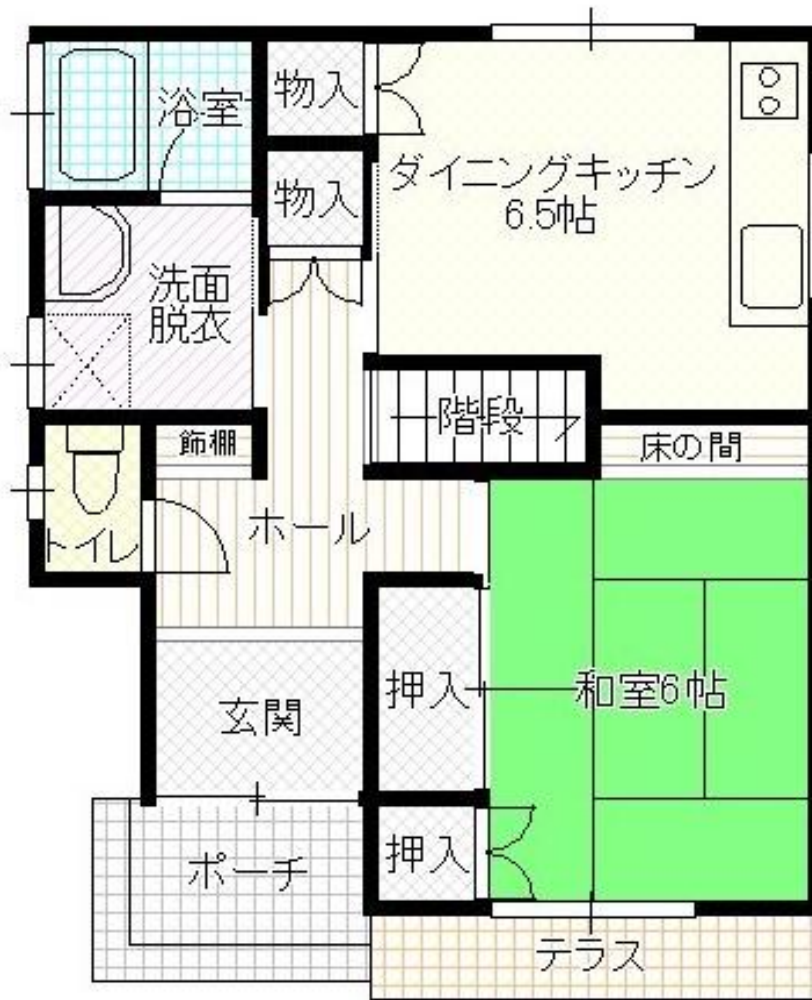 浴室
物入
物入
ダイニングキッチン
6.5帖
洗面
脱衣
階段
飾棚
床の間
トイレ
ホール
押入
和室6帖
玄関
押入
ポーチ
テラス